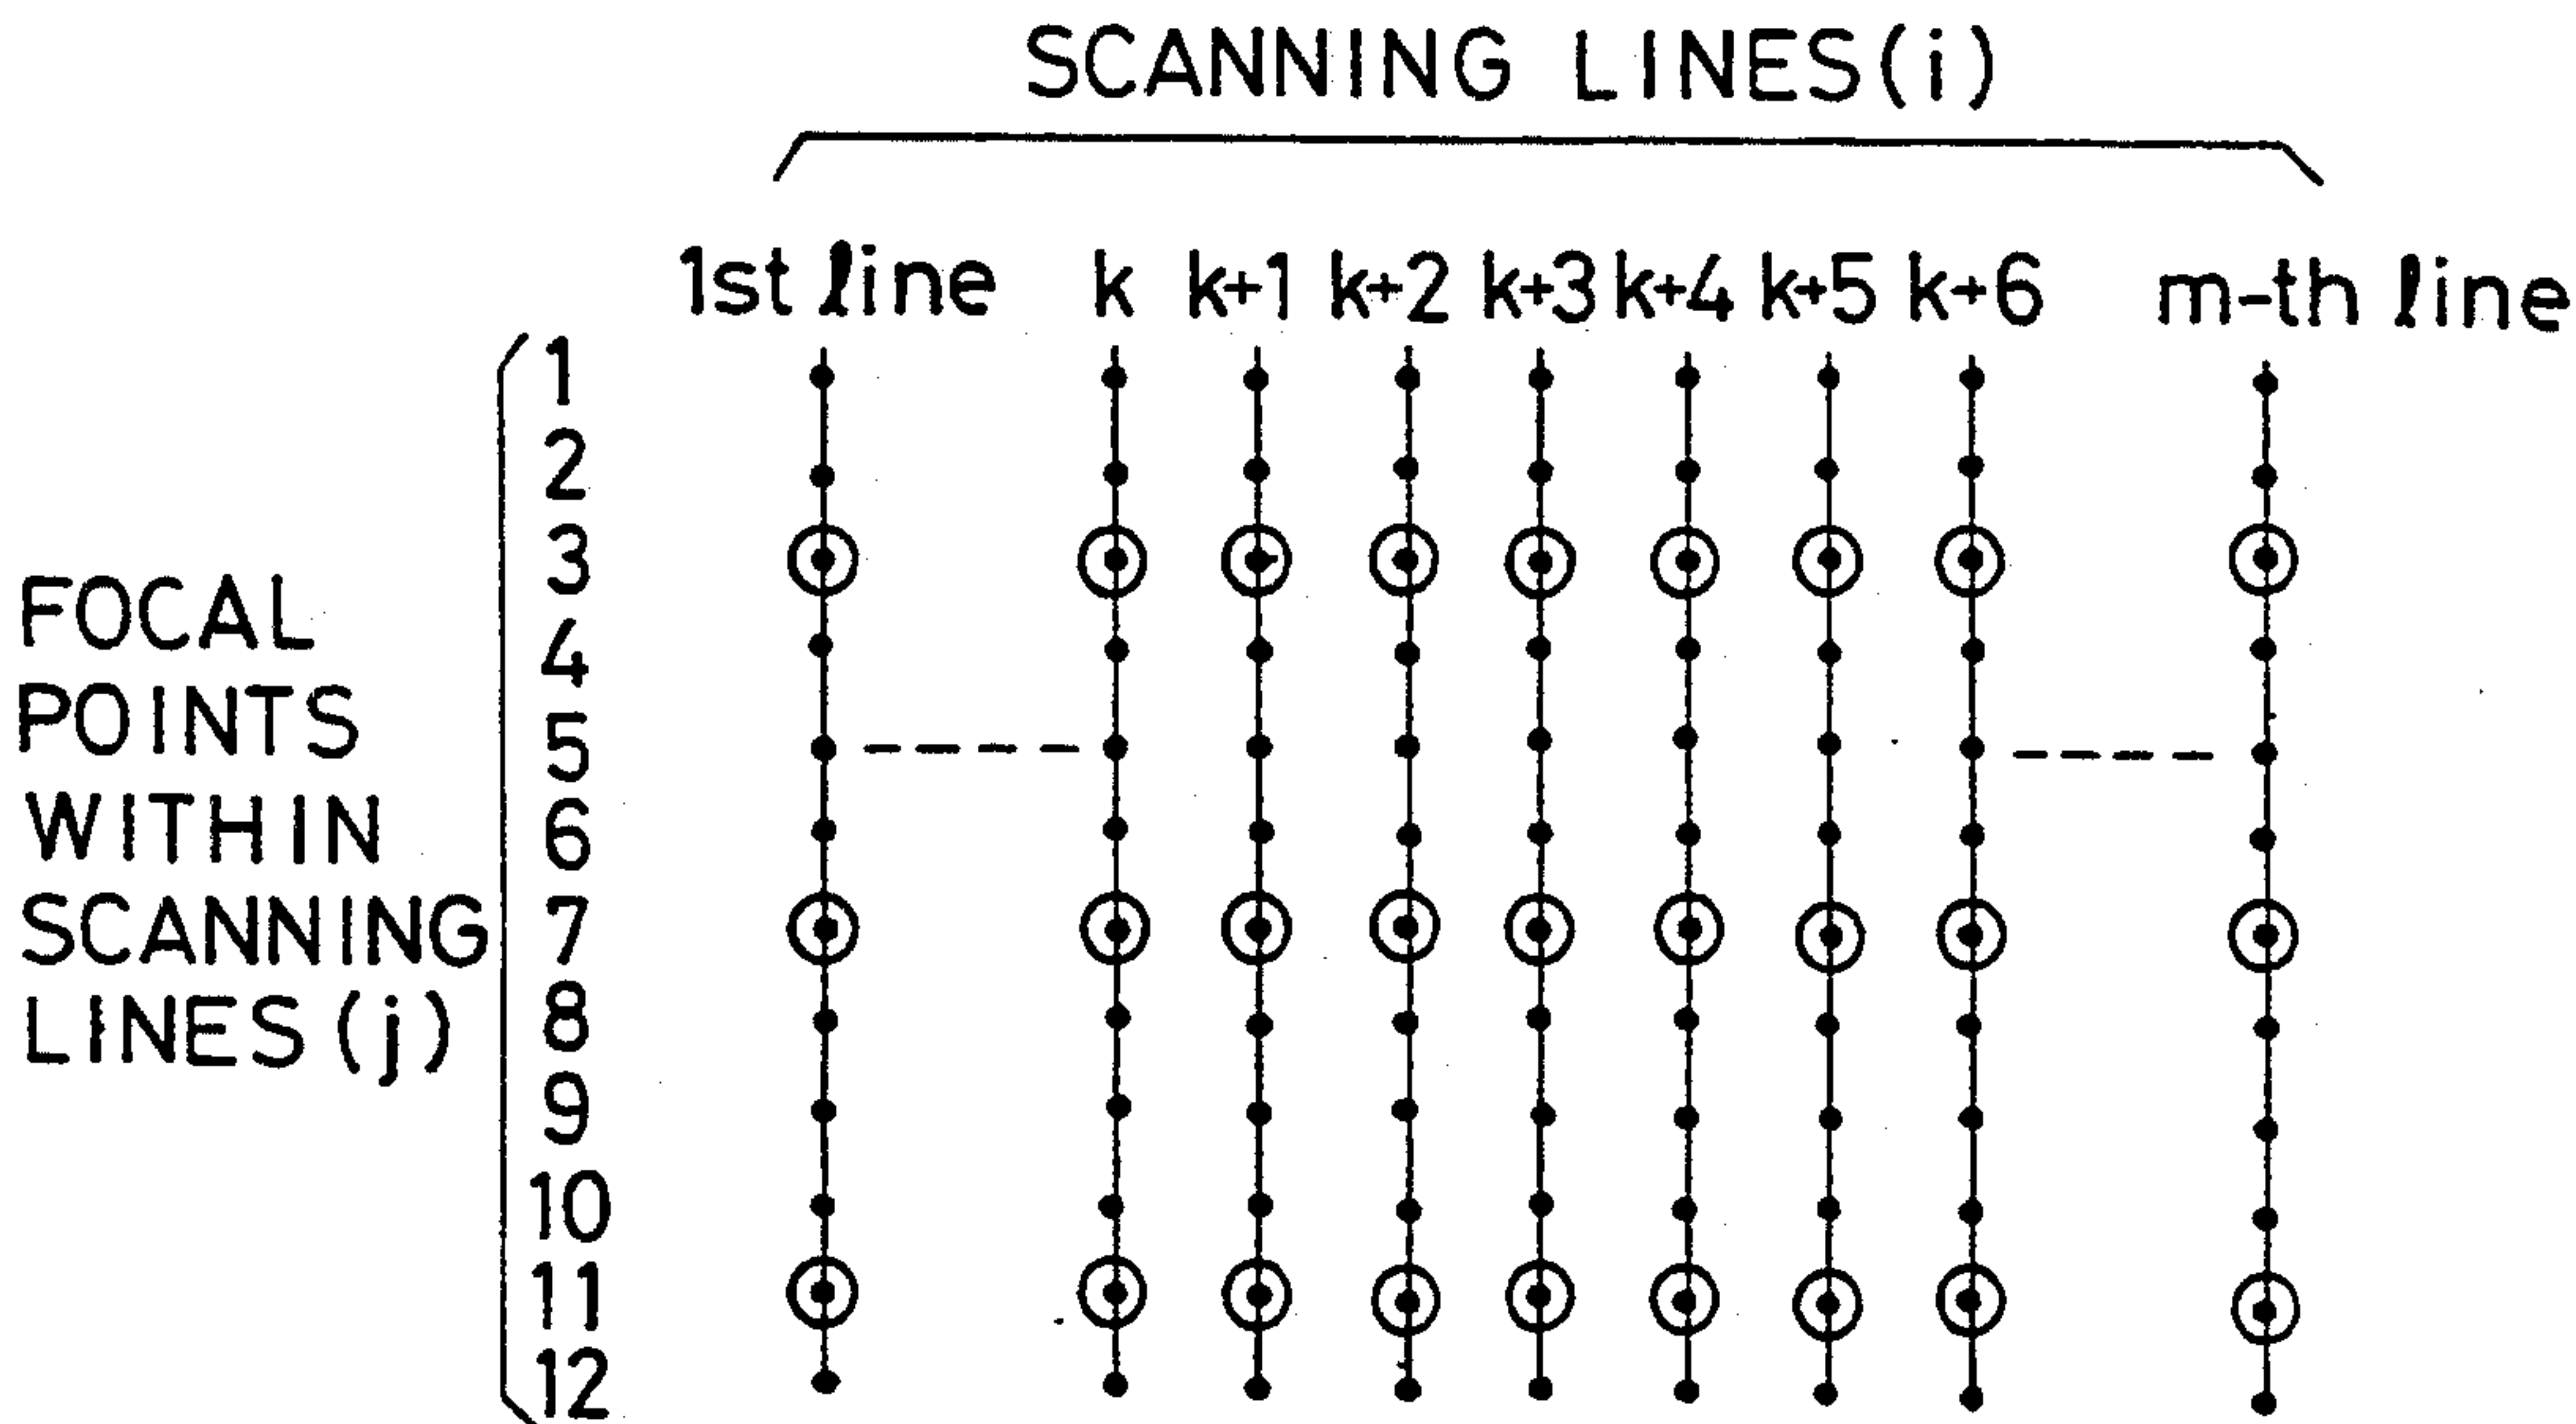 SCANNING LINES(i)
1st line k k+1 k+2 k+3 k+4 k+5 k+6 m-th line
FOCAL
POINTS
WITHIN
SCANNING
LINES (j)
1
2
3
4
5
6
7
8
9
10
11
12